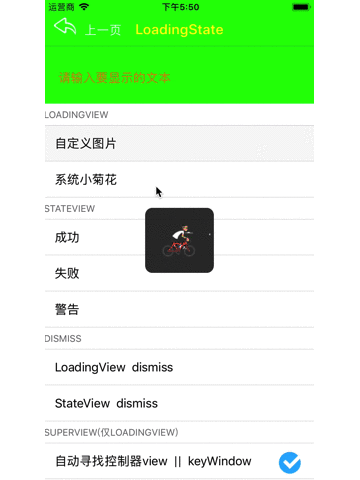 运营商 下午5:50
上一页 LoadingState
请输入要显示的文本
LOADINGVIEW
自定义图片
系统小菊花
STATEVIEW
成功
失败
警告
DISMISS
LoadingView dismiss
StateView dismiss
SUPERVIEW(仅LOADINGVIEW)
自动寻找控制器view || keyWindow